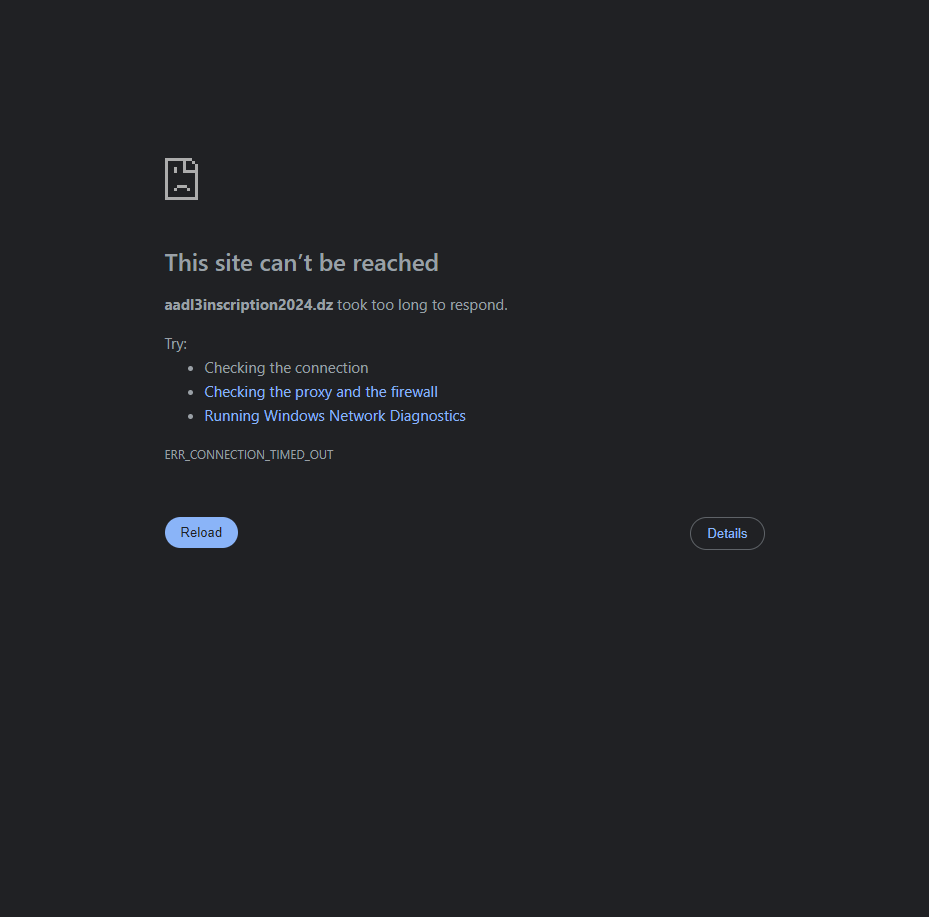 This site can’t be reached
aadl3inscription2024.dz took too long to respond.
Try:
Checking the connection
Checking the proxy and the firewall
Running Windows Network Diagnostics
ERR_CONNECTION_TIMED_OUT
Reload
Details